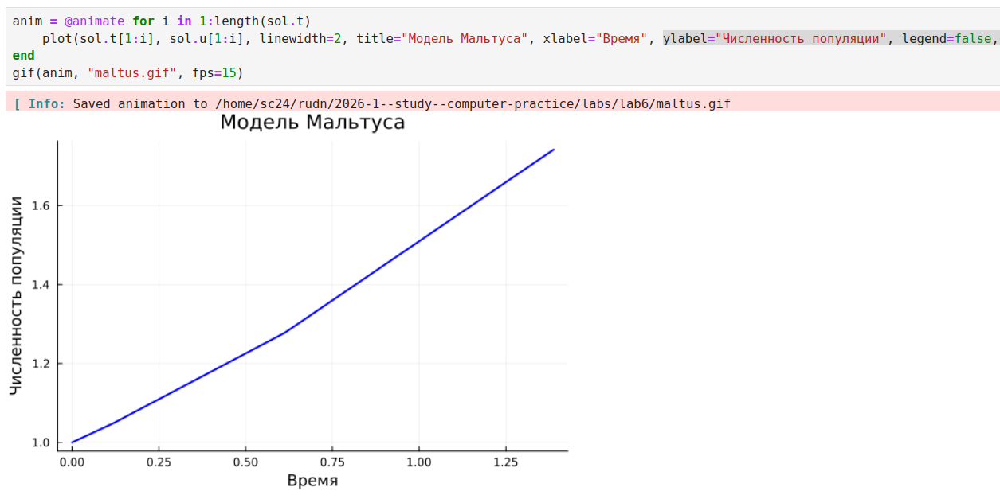 anim = @animate for i in 1:length(sol.t)
    plot(sol.t[1:i], sol.u[1:i], linewidth=2, title="Модель Мальтуса", xlabel="Время", ylabel="Численность популяции", legend=false,
end
gif(anim, "maltus.gif", fps=15)
[ Info: Saved animation to /home/sc24/rudn/2026-1--study--computer-practice/labs/lab6/maltus.gif
Модель Мальтуса
Численность популяции
1.6
1.4
1.2
1.0
0.00 0.25 0.50 0.75 1.00 1.25
Время